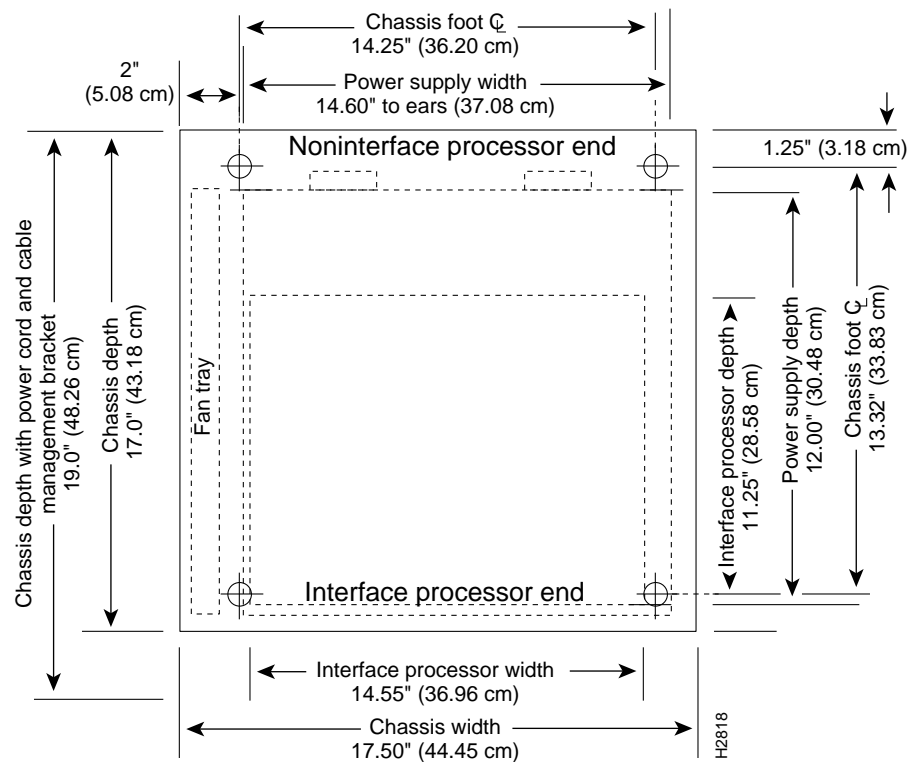 Chassis foot ℄
14.25" (36.20 cm)
2"
(5.08 cm)
Power supply width
14.60" to ears (37.08 cm)
Noninterface processor end
1.25" (3.18 cm)
Chassis depth with power cord and cable
management bracket
19.0" (48.26 cm)
Chassis depth
17.0" (43.18 cm)
Fan tray
Interface processor depth
11.25" (28.58 cm)
Power supply depth
12.00" (30.48 cm)
Chassis foot ℄
13.32" (33.83 cm)
Interface processor end
Interface processor width
14.55" (36.96 cm)
Chassis width
17.50" (44.45 cm)
H2818